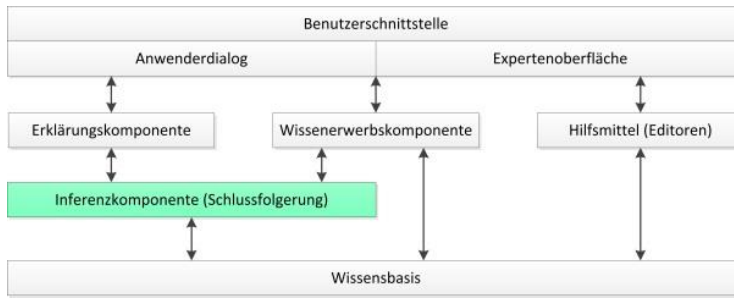 Benutzerschnittstelle
Anwenderdialog
Expertenoberfläche
Erklärungskomponente
Wissenerwerbskomponente
Hilfsmittel (Editoren)
Inferenzkomponente (Schlussfolgerung)
Wissensbasis